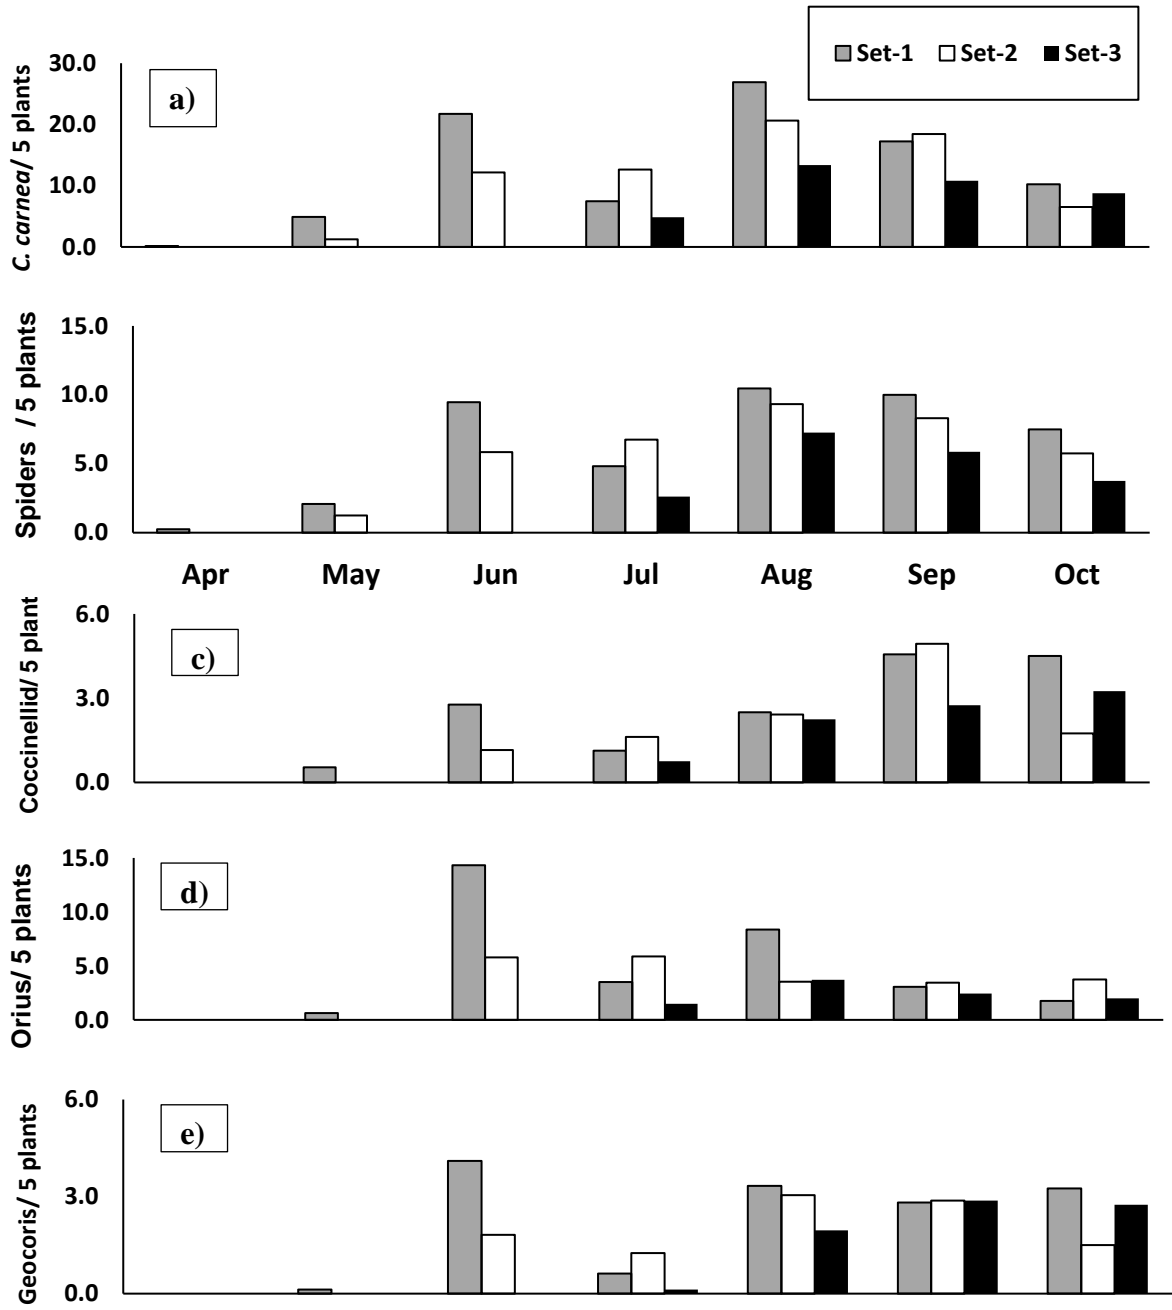 Set-1 Set-2 Set-3
a)
C. carnea/ 5 plants
30.0
20.0
10.0
0.0
Spiders / 5 plants
15.0
10.0
5.0
0.0
Apr May Jun Jul Aug Sep Oct
c)
Coccinellid/ 5 plant
6.0
3.0
0.0
d)
Orius/ 5 plants
15.0
10.0
5.0
0.0
e)
Geocoris/ 5 plants
6.0
3.0
0.0